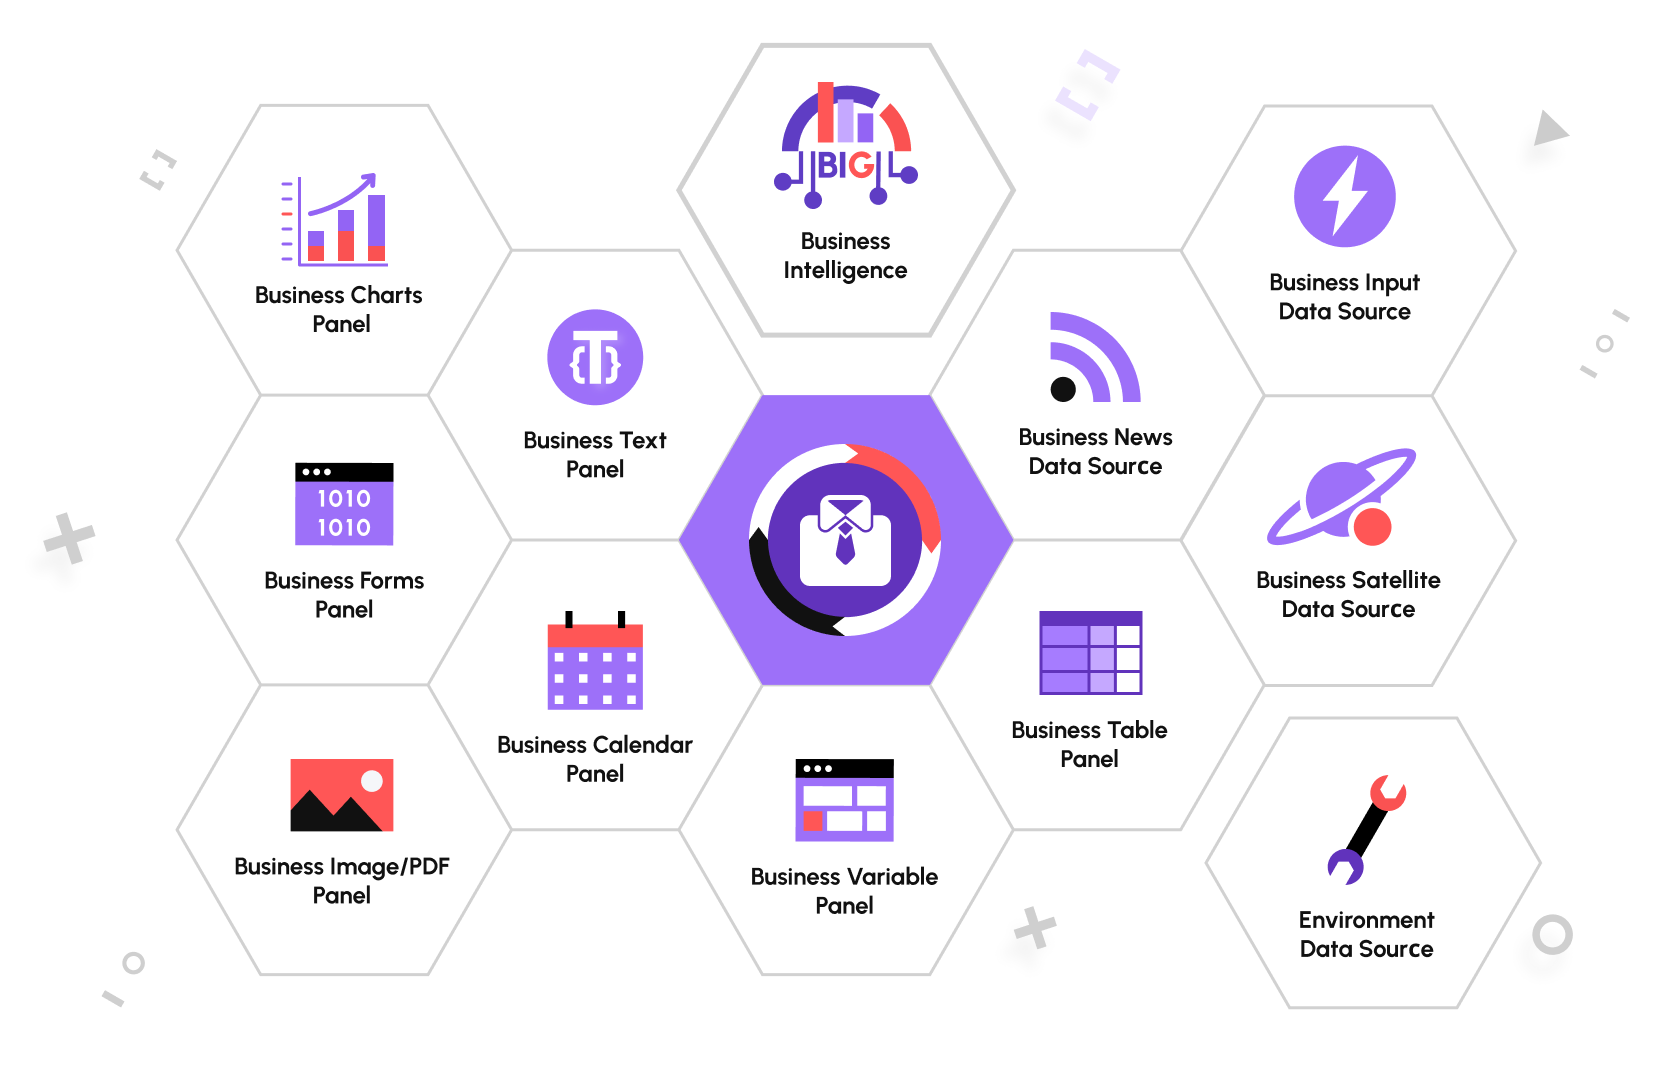 BIG
Business
Intelligence
Business Charts
Panel
Business Input
Data Source
T
Business Text
Panel
Business News
Data Source
1010
1010
Business Forms
Panel
Business Satellite
Data Source
Business Calendar
Panel
Business Table
Panel
Business Image/PDF
Panel
Business Variable
Panel
Environment
Data Source